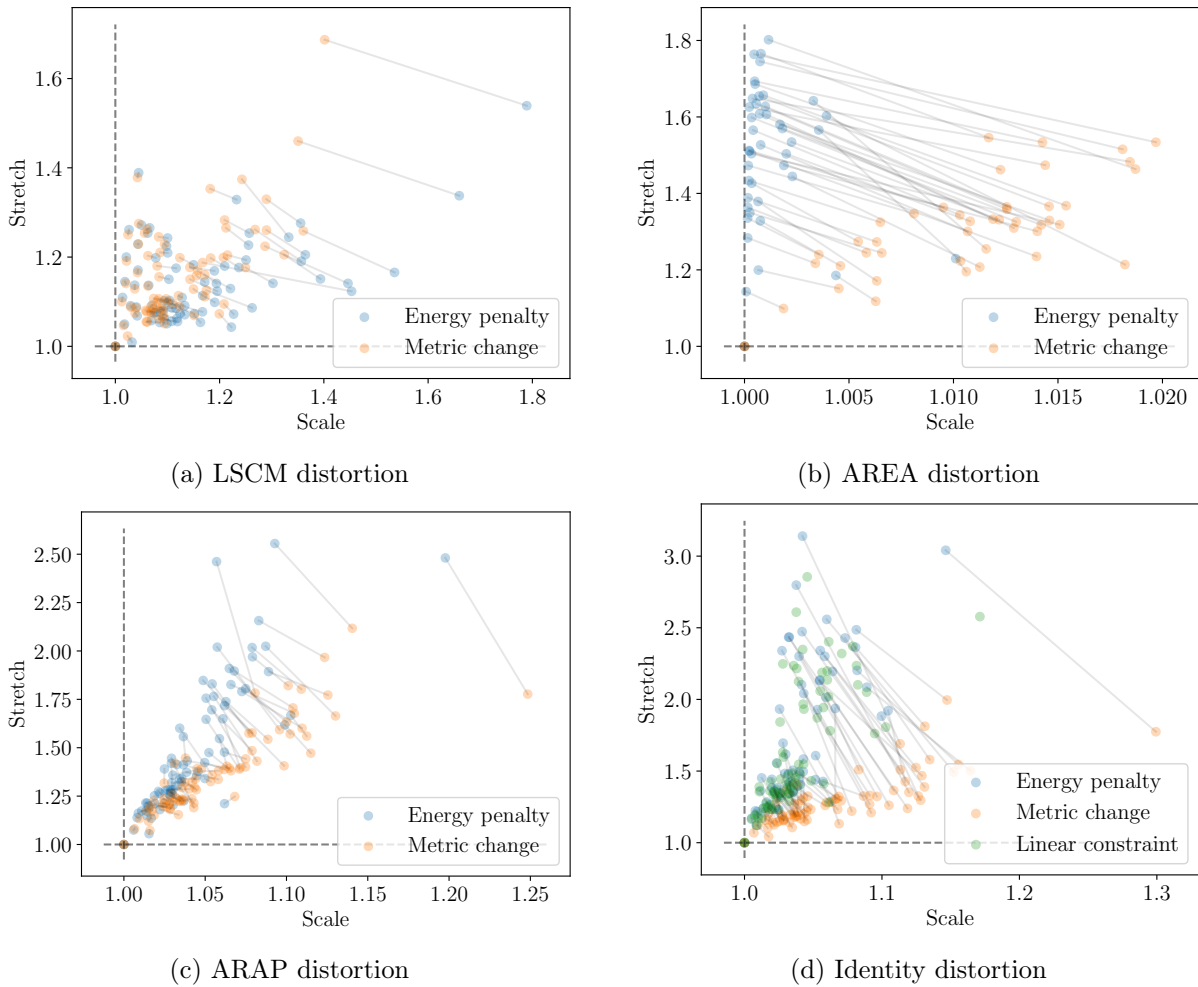 1.6
1.4
1.2
1.0
Stretch
1.0
1.2
1.4
1.6
1.8
Scale
Energy penalty
Metric change
(a) LSCM distortion
1.8
1.6
1.4
1.2
1.0
Stretch
1.000
1.005
1.010
1.015
1.020
Scale
Energy penalty
Metric change
(b) AREA distortion
2.50
2.25
2.00
1.75
1.50
1.25
1.00
Stretch
1.00
1.05
1.10
1.15
1.20
1.25
Scale
Energy penalty
Metric change
(c) ARAP distortion
3.0
2.5
2.0
1.5
1.0
Stretch
1.0
1.1
1.2
1.3
Scale
Energy penalty
Metric change
Linear constraint
(d) Identity distortion